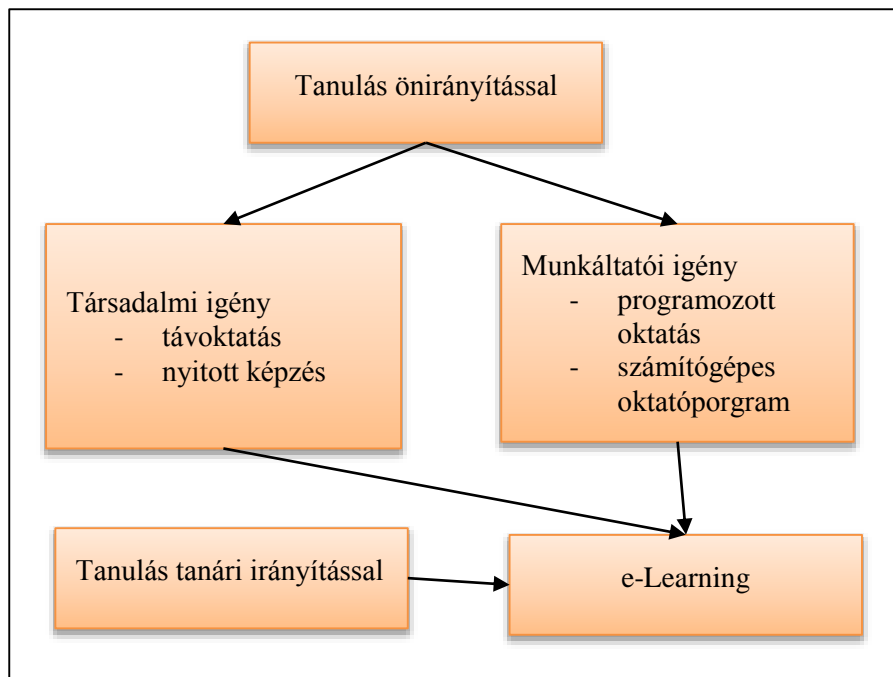 Tanulás önirányítással
Társadalmi igény
- távoktatás
- nyitott képzés
Munkáltatói igény
- programozott
oktatás
- számítógépes
oktatóporgram
Tanulás tanári irányítással
e-Learning